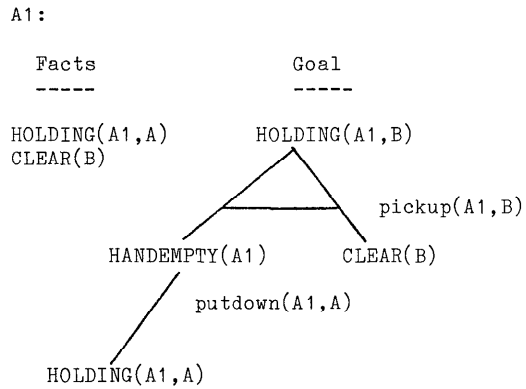 A1:
Facts Goal
----- -----
HOLDING(A1,A) HOLDING(A1,B)
CLEAR(B)
pickup(A1,B)
HANDEMPTY(A1) CLEAR(B)
putdown(A1,A)
HOLDING(A1,A)